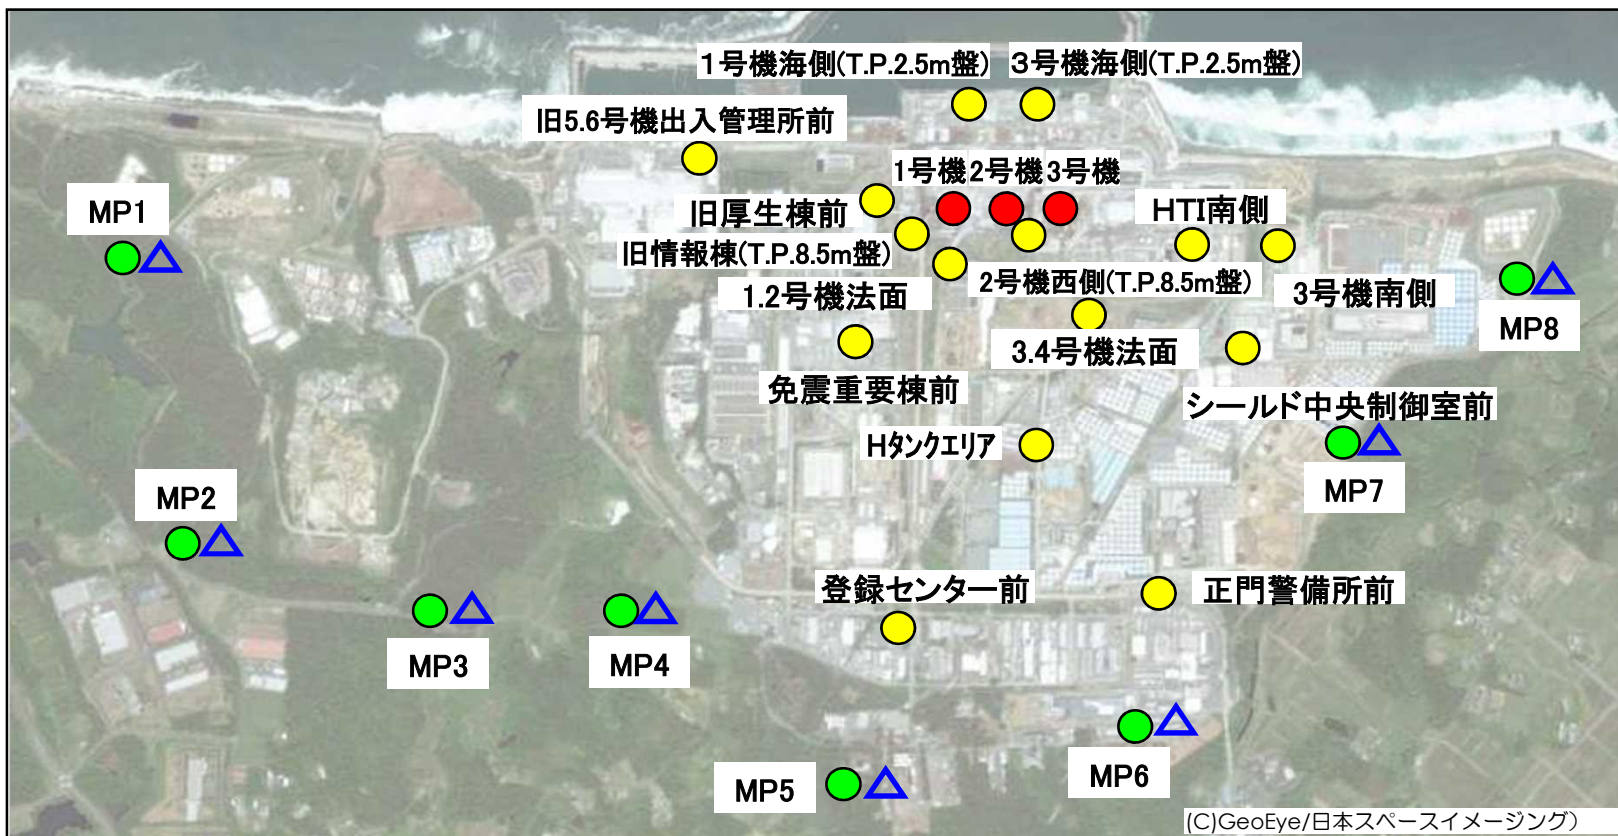 １号機海側(T.P.2.5m盤)
３号機海側(T.P.2.5m盤)
旧5.6号機出入管理所前
1号機
2号機
3号機
MP1
旧厚生棟前
HTI南側
旧情報棟(T.P.8.5m盤)
2号機西側(T.P.8.5m盤)
1.2号機法面
3号機南側
MP8
3.4号機法面
免震重要棟前
シールド中央制御室前
Hタンクエリア
MP7
MP2
登録センター前
正門警備所前
MP3
MP4
MP6
MP5
(C)GeoEye/日本スペースイメージング）